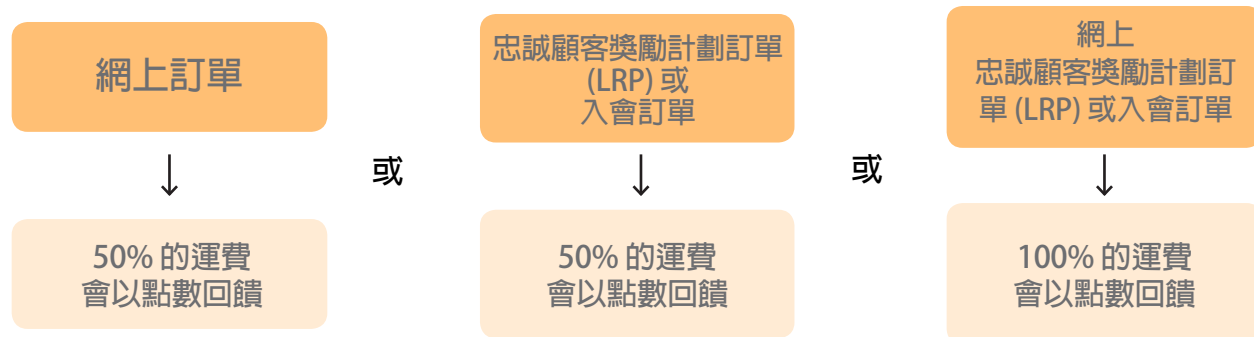 網上訂單
↓
50% 的運費
會以點數回饋
或
忠誠顧客獎勵計劃訂單
(LRP) 或
入會訂單
↓
50% 的運費
會以點數回饋
或
網上
忠誠顧客獎勵計劃訂
單 (LRP) 或入會訂單
↓
100% 的運費
會以點數回饋